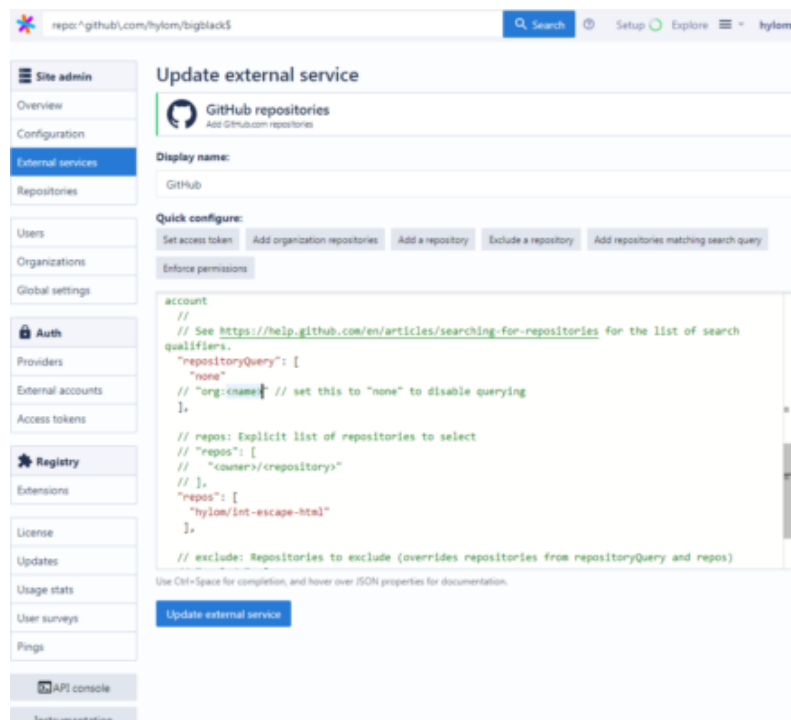 repo:^github\.com/hylom/bigblack$
Search
Setup
Explore
hylom
Site admin
Overview
Configuration
External services
Repositories
Users
Organizations
Global settings
Auth
Providers
External accounts
Access tokens
Registry
Extensions
License
Updates
Usage stats
User surveys
Pings
API console
Instrumentation
Update external service
GitHub repositories
Add GitHub.com repositories
Display name:
GitHub
Quick configure:
Set access token
Add organization repositories
Add a repository
Exclude a repository
Add repositories matching search query
Enforce permissions
account
//
// See https://help.github.com/en/articles/searching-for-repositories for the list of search
qualifiers.
"repositoryQuery": [
"none"
// "org:<name>" // set this to "none" to disable querying
],
// repos: Explicit list of repositories to select
// "repos": [
// "<owner>/<repository>"
// ],
"repos": [
"hylom/int-escape-html"
],
// exclude: Repositories to exclude (overrides repositories from repositoryQuery and repos)
Use Ctrl+Space for completion, and hover over JSON properties for documentation.
Update external service